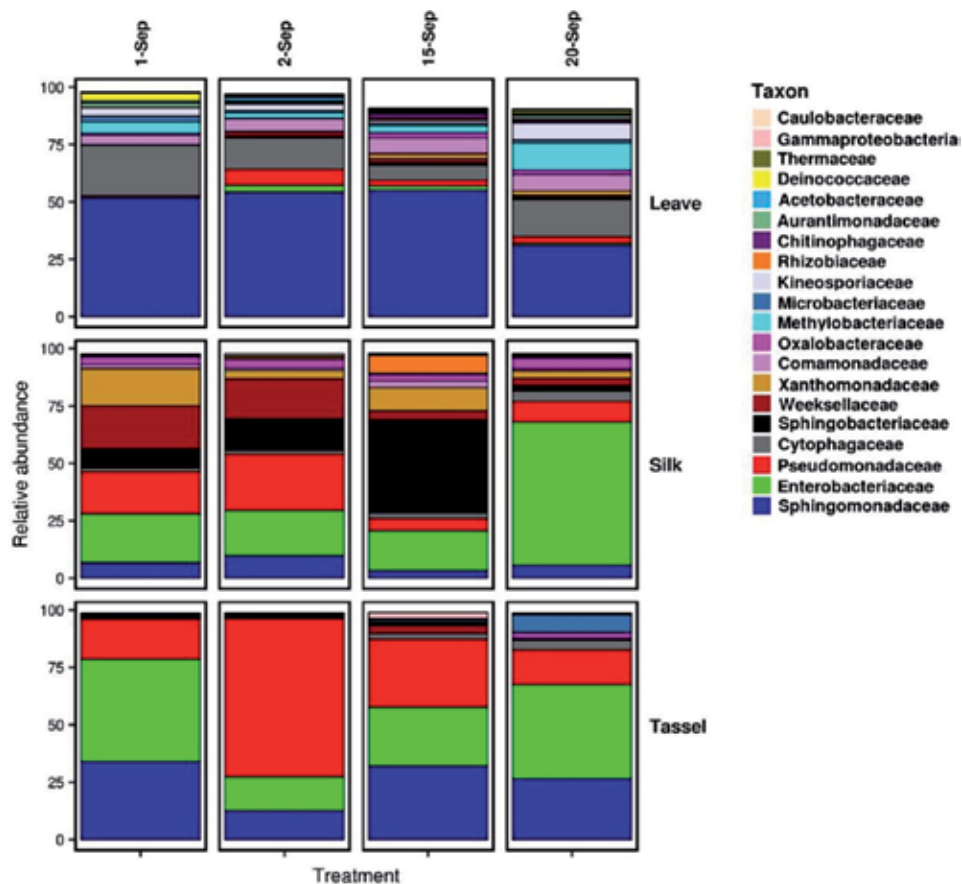 1-Sep
2-Sep
15-Sep
20-Sep
100
75
50
25
0
Leave
100
75
50
25
0
Silk
100
75
50
25
0
Tassel
Relative abundance
Treatment
Taxon
Caulobacteraceae
Gammaproteobacteria
Thermaceae
Deinococcaceae
Acetobacteraceae
Aurantimonadaceae
Chitinophagaceae
Rhizobiaceae
Kineosporiaceae
Microbacteriaceae
Methylobacteriaceae
Oxalobacteraceae
Comamonadaceae
Xanthomonadaceae
Weeksellaceae
Sphingobacteriaceae
Cytophagaceae
Pseudomonadaceae
Enterobacteriaceae
Sphingomonadaceae